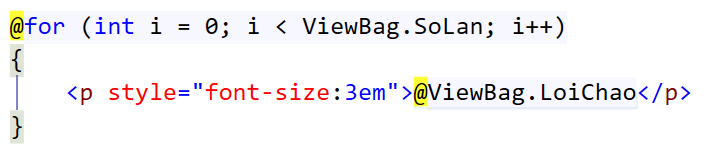 @for (int i = 0; i < ViewBag.SoLan; i++)
{
    <p style="font-size:3em">@ViewBag.LoiChao</p>
}